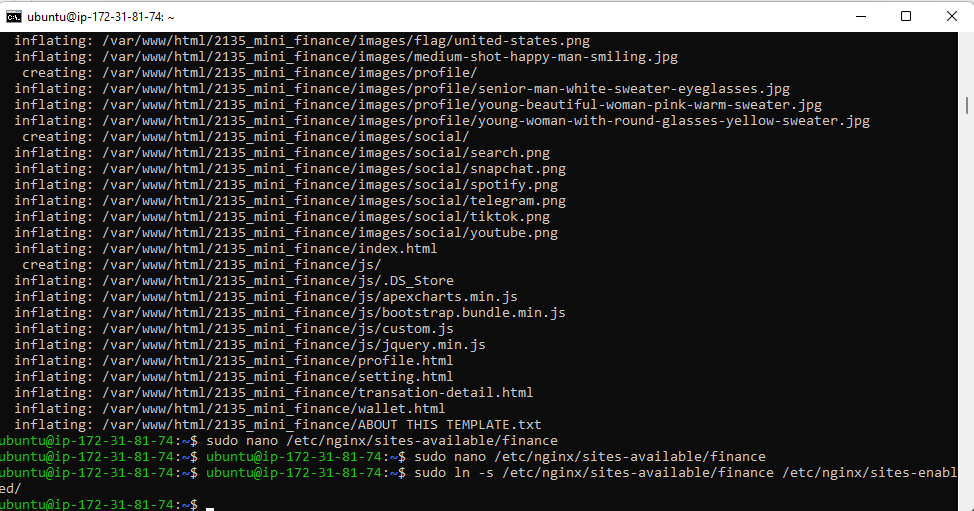 ubuntu@ip-172-31-81-74: ~
inflating: /var/www/html/2135_mini_finance/images/flag/united-states.png
inflating: /var/www/html/2135_mini_finance/images/medium-shot-happy-man-smiling.jpg
creating: /var/www/html/2135_mini_finance/images/profile/
inflating: /var/www/html/2135_mini_finance/images/profile/senior-man-white-sweater-eyeglasses.jpg
inflating: /var/www/html/2135_mini_finance/images/profile/young-beautiful-woman-pink-warm-sweater.jpg
inflating: /var/www/html/2135_mini_finance/images/profile/young-woman-with-round-glasses-yellow-sweater.jpg
creating: /var/www/html/2135_mini_finance/images/social/
inflating: /var/www/html/2135_mini_finance/images/social/search.png
inflating: /var/www/html/2135_mini_finance/images/social/snapchat.png
inflating: /var/www/html/2135_mini_finance/images/social/spotify.png
inflating: /var/www/html/2135_mini_finance/images/social/telegram.png
inflating: /var/www/html/2135_mini_finance/images/social/tiktok.png
inflating: /var/www/html/2135_mini_finance/images/social/youtube.png
inflating: /var/www/html/2135_mini_finance/index.html
creating: /var/www/html/2135_mini_finance/js/
inflating: /var/www/html/2135_mini_finance/js/.DS_Store
inflating: /var/www/html/2135_mini_finance/js/apexcharts.min.js
inflating: /var/www/html/2135_mini_finance/js/bootstrap.bundle.min.js
inflating: /var/www/html/2135_mini_finance/js/custom.js
inflating: /var/www/html/2135_mini_finance/js/jquery.min.js
inflating: /var/www/html/2135_mini_finance/profile.html
inflating: /var/www/html/2135_mini_finance/setting.html
inflating: /var/www/html/2135_mini_finance/transation-detail.html
inflating: /var/www/html/2135_mini_finance/wallet.html
inflating: /var/www/html/2135_mini_finance/ABOUT THIS TEMPLATE.txt
ubuntu@ip-172-31-81-74:~$ sudo nano /etc/nginx/sites-available/finance
ubuntu@ip-172-31-81-74:~$ ubuntu@ip-172-31-81-74:~$ sudo nano /etc/nginx/sites-available/finance
ubuntu@ip-172-31-81-74:~$ ubuntu@ip-172-31-81-74:~$ sudo ln -s /etc/nginx/sites-available/finance /etc/nginx/sites-enabl
ed/
ubuntu@ip-172-31-81-74:~$